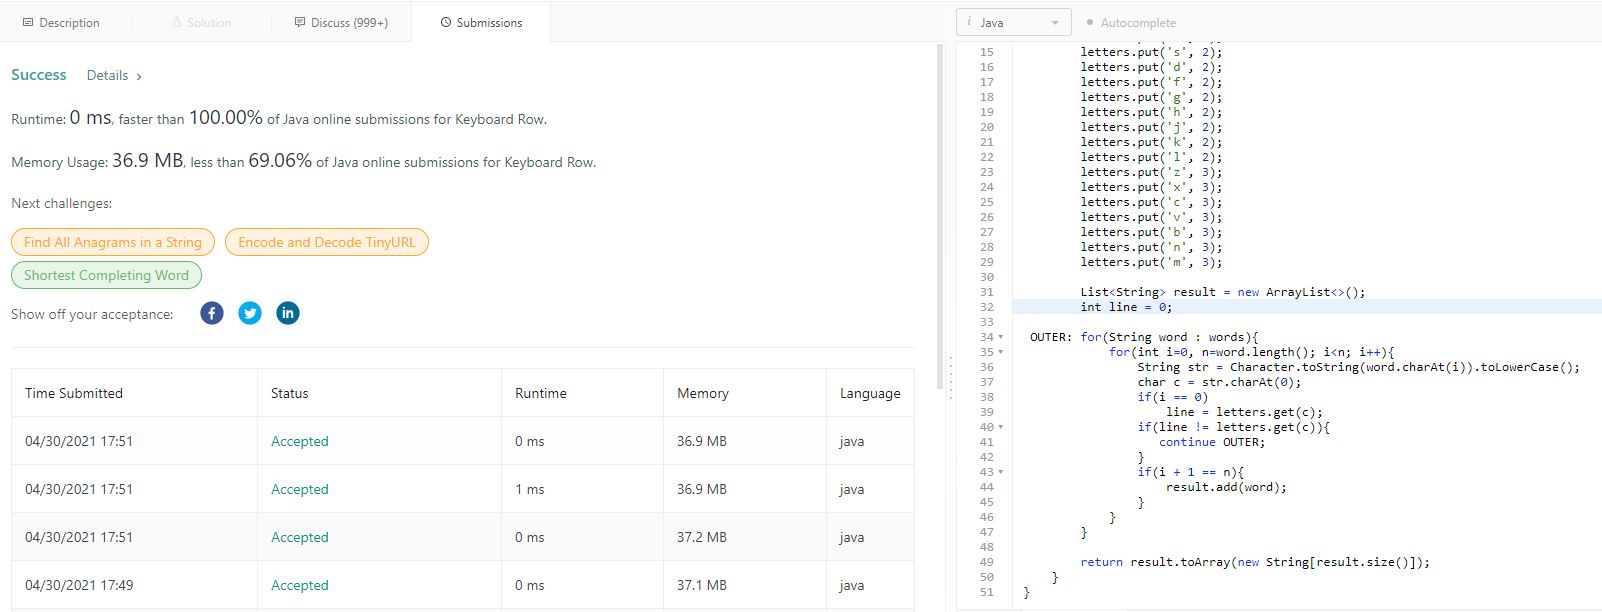 Description
Solution
Discuss (999+)
Submissions
Success
Details ›
Runtime: 0 ms, faster than 100.00% of Java online submissions for Keyboard Row.
Memory Usage: 36.9 MB, less than 69.06% of Java online submissions for Keyboard Row.
Next challenges:
Find All Anagrams in a String
Encode and Decode TinyURL
Shortest Completing Word
Show off your acceptance:
Time Submitted Status Runtime Memory Language
04/30/2021 17:51 Accepted 0 ms 36.9 MB java
04/30/2021 17:51 Accepted 1 ms 36.9 MB java
04/30/2021 17:51 Accepted 0 ms 37.2 MB java
04/30/2021 17:49 Accepted 0 ms 37.1 MB java
i Java
Autocomplete
15 letters.put('s', 2);
16 letters.put('d', 2);
17 letters.put('f', 2);
18 letters.put('g', 2);
19 letters.put('h', 2);
20 letters.put('j', 2);
21 letters.put('k', 2);
22 letters.put('l', 2);
23 letters.put('z', 3);
24 letters.put('x', 3);
25 letters.put('c', 3);
26 letters.put('v', 3);
27 letters.put('b', 3);
28 letters.put('n', 3);
29 letters.put('m', 3);
30
31 List<String> result = new ArrayList<>();
32 int line = 0;
33
34 OUTER: for(String word : words){
35 for(int i=0, n=word.length(); i<n; i++){
36 String str = Character.toString(word.charAt(i)).toLowerCase();
37 char c = str.charAt(0);
38 if(i == 0)
39 line = letters.get(c);
40 if(line != letters.get(c)){
41 continue OUTER;
42 }
43 if(i + 1 == n){
44 result.add(word);
45 }
46 }
47 }
48
49 return result.toArray(new String[result.size()]);
50 }
51 }